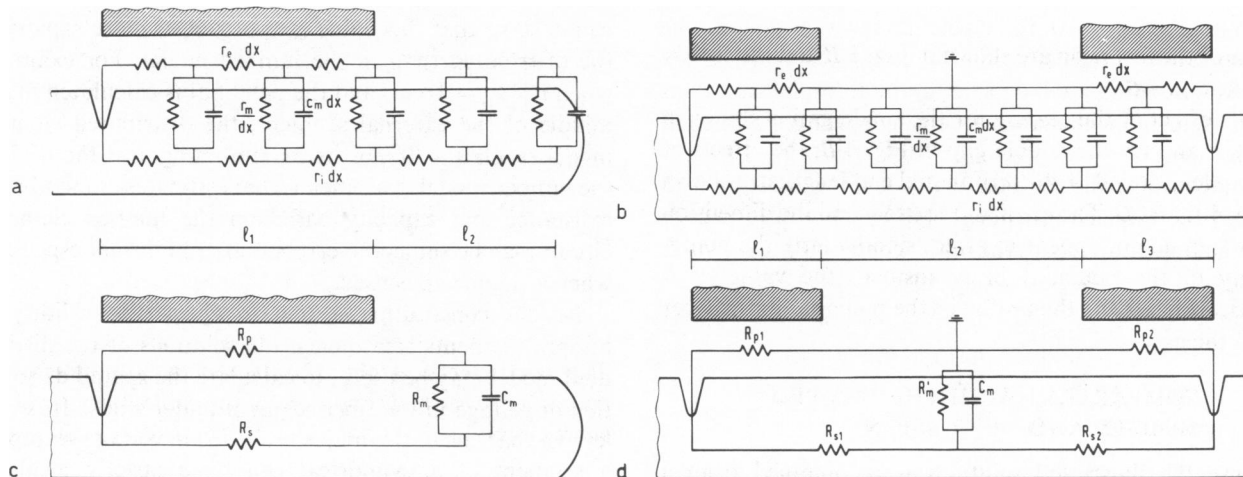 r_e dx
r_m/dx
c_m dx
r_i dx
a
ℓ_1
ℓ_2
r_e dx
r_e dx
r_m/dx
c_m dx
r_i dx
b
ℓ_1
ℓ_2
ℓ_3
R_p
R_m
C_m
R_s
c
R_p1
R_p2
R'_m
C_m
R_s1
R_s2
d